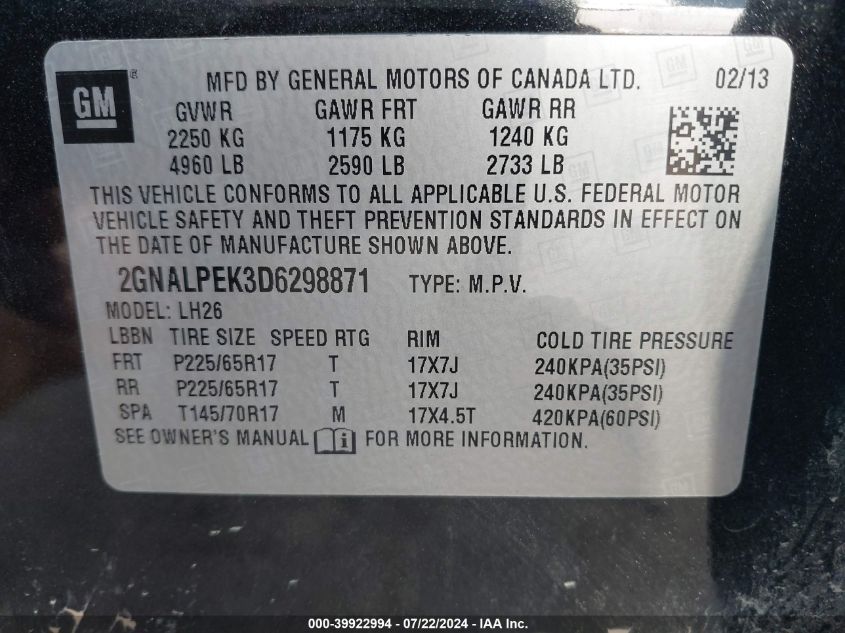 GM ® MFD BY GENERAL MOTORS OF CANADA LTD. 02/13
GVWR GAWR FRT GAWR RR
2250 KG 1175 KG 1240 KG
4960 LB 2590 LB 2733 LB
THIS VEHICLE CONFORMS TO ALL APPLICABLE U.S. FEDERAL MOTOR
VEHICLE SAFETY AND THEFT PREVENTION STANDARDS IN EFFECT ON
THE DATE OF MANUFACTURE SHOWN ABOVE.
2GNALPEK3D6298871 TYPE: M.P.V.
MODEL: LH26
LBBN TIRE SIZE SPEED RTG RIM COLD TIRE PRESSURE
FRT P225/65R17 T 17X7J 240KPA(35PSI)
RR P225/65R17 T 17X7J 240KPA(35PSI)
SPA T145/70R17 M 17X4.5T 420KPA(60PSI)
SEE OWNER'S MANUAL i FOR MORE INFORMATION.
000-39922994 - 07/22/2024 - IAA Inc.